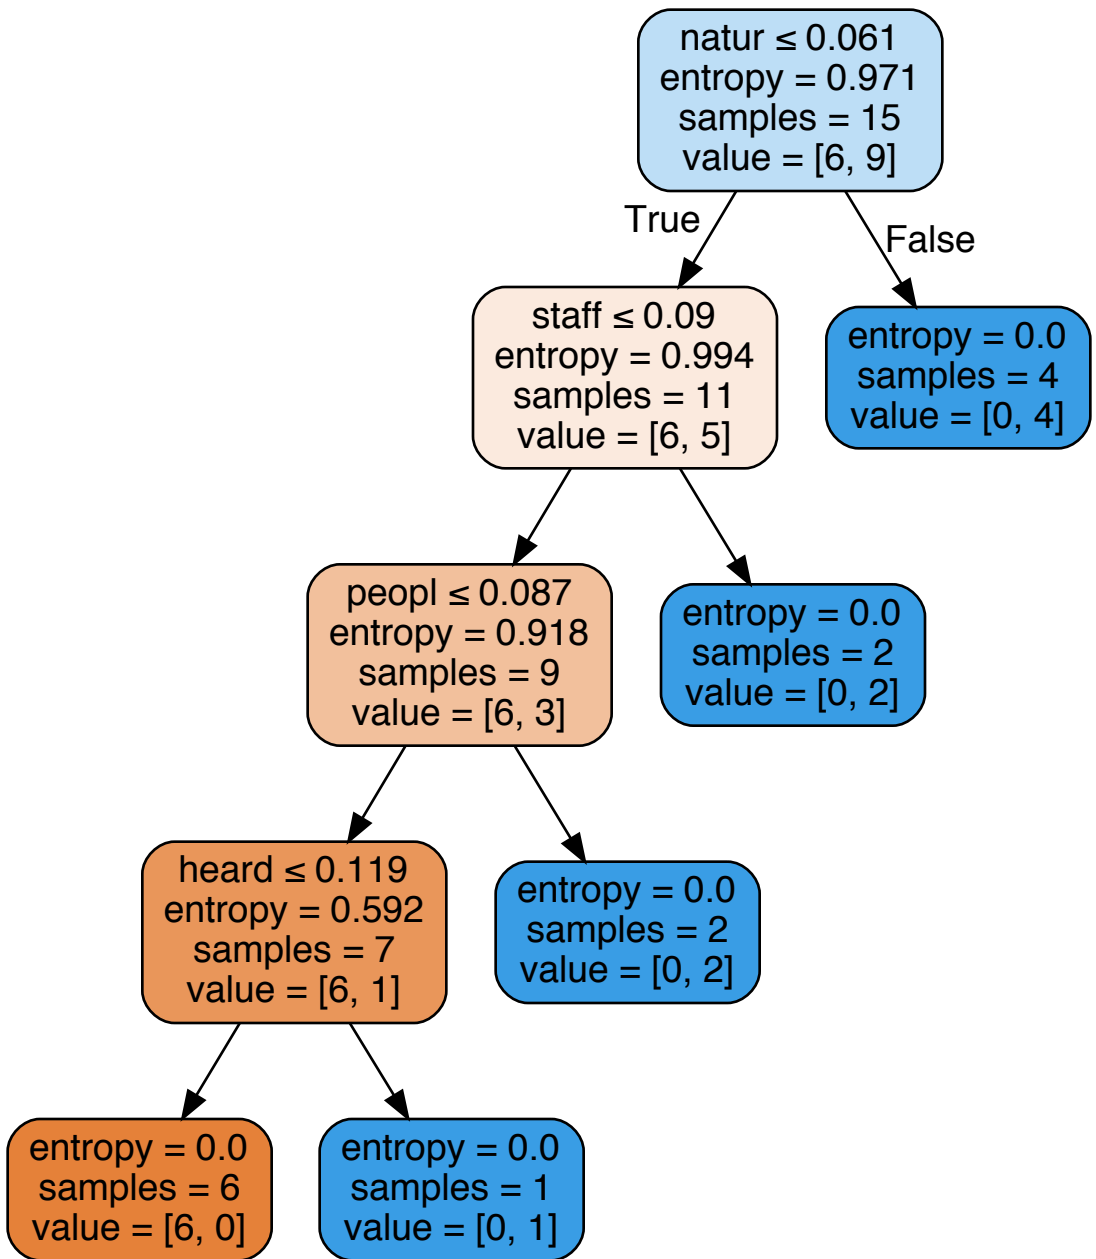 natur ≤ 0.061
entropy = 0.971
samples = 15
value = [6, 9]
True
False
staff ≤ 0.09
entropy = 0.994
samples = 11
value = [6, 5]
entropy = 0.0
samples = 4
value = [0, 4]
peopl ≤ 0.087
entropy = 0.918
samples = 9
value = [6, 3]
entropy = 0.0
samples = 2
value = [0, 2]
heard ≤ 0.119
entropy = 0.592
samples = 7
value = [6, 1]
entropy = 0.0
samples = 2
value = [0, 2]
entropy = 0.0
samples = 6
value = [6, 0]
entropy = 0.0
samples = 1
value = [0, 1]